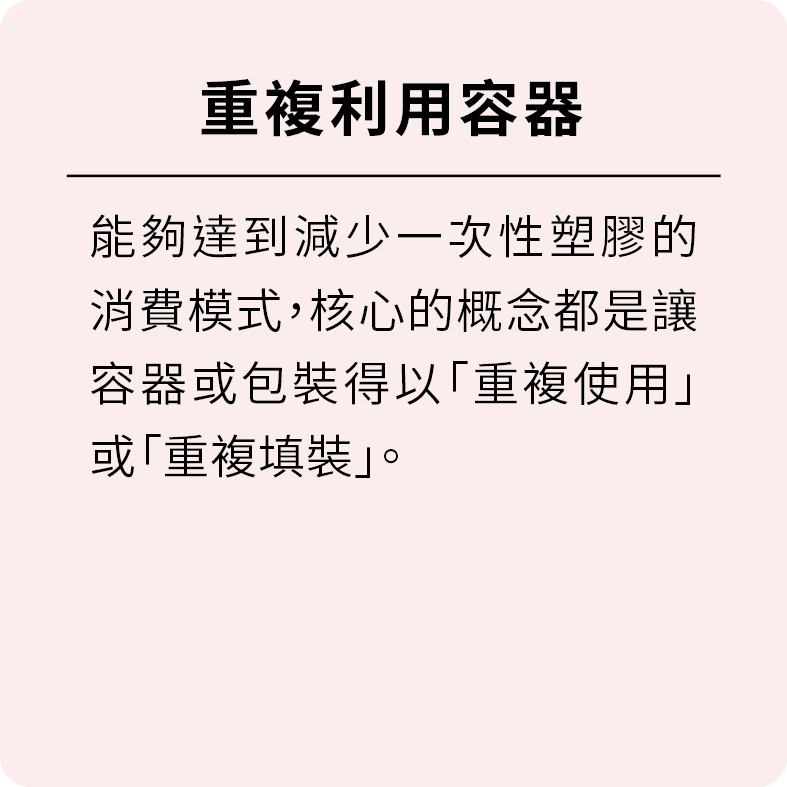 重複利用容器
能夠達到減少一次性塑膠的
消費模式，核心的概念都是讓
容器或包裝得以「重複使用」
或「重複填裝」。